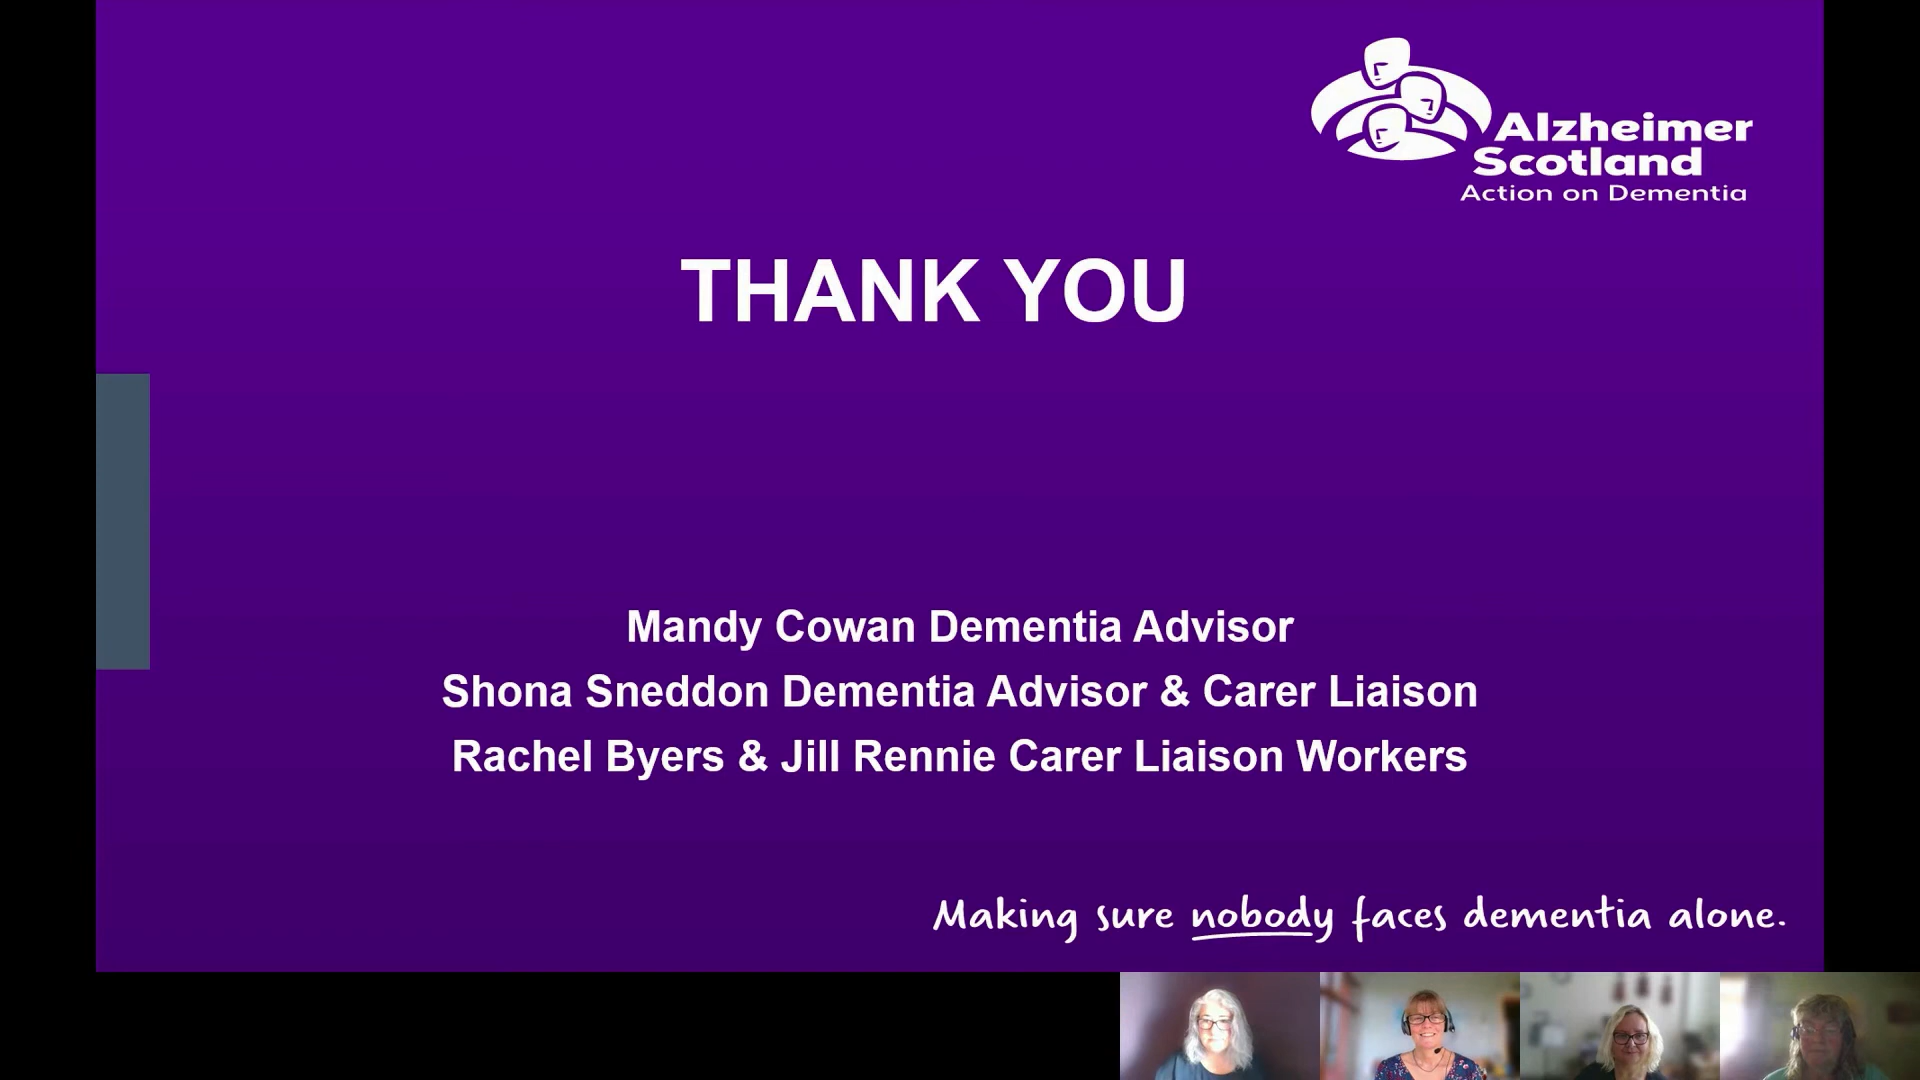 Alzheimer
Scotland
Action on Dementia
THANK YOU
Mandy Cowan Dementia Advisor
Shona Sneddon Dementia Advisor & Carer Liaison
Rachel Byers & Jill Rennie Carer Liaison Workers
Making sure nobody faces dementia alone.